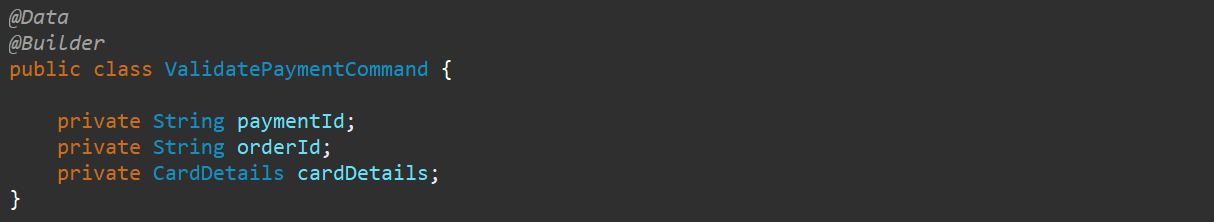 @Data
@Builder
public class ValidatePaymentCommand {
private String paymentId;
private String orderId;
private CardDetails cardDetails;
}